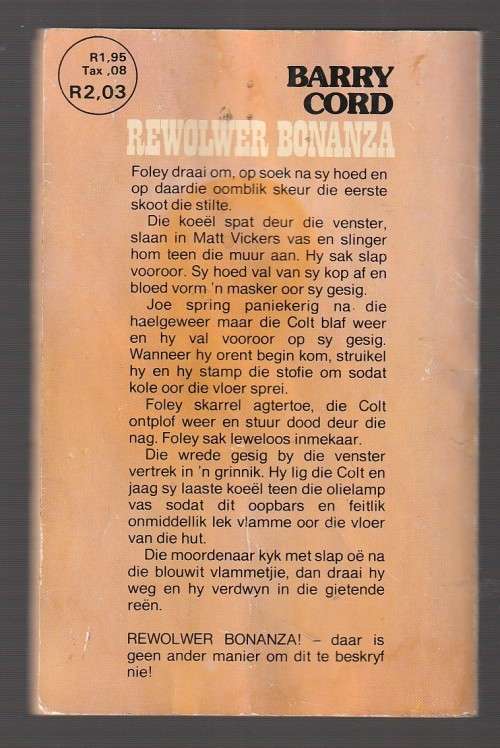 R1,95
Tax ,08
R2,03
BARRY
CORD
REWOLWER BONANZA
Foley draai om, op soek na sy hoed en
op daardie oomblik skeur die eerste
skoot die stilte.
Die koeël spat deur die venster,
slaan in Matt Vickers vas en slinger
hom teen die muur aan. Hy sak slap
vooroor. Sy hoed val van sy kop af en
bloed vorm 'n masker oor sy gesig.
Joe spring paniekerig na die
haelgeweer maar die Colt blaf weer
en hy val vooroor op sy gesig.
Wanneer hy orent begin kom, struikel
hy en hy stamp die stofie om sodat
kole oor die vloer sprei.
Foley skarrel agtertoe, die Colt
ontplof weer en stuur dood deur die
nag. Foley sak leweloos inmekaar.
Die wrede gesig by die venster
vertrek in 'n grinnik. Hy lig die Colt en
jaag sy laaste koeël teen die olielamp
vas sodat dit oopbars en feitlik
onmiddellik lek vlamme oor die vloer
van die hut.
Die moordenaar kyk met slap oë na
die blouwit vlammetjie, dan draai hy
weg en hy verdwyn in die gietende
reën.
REWOLWER BONANZA! – daar is
geen ander manier om dit te beskryf
nie!